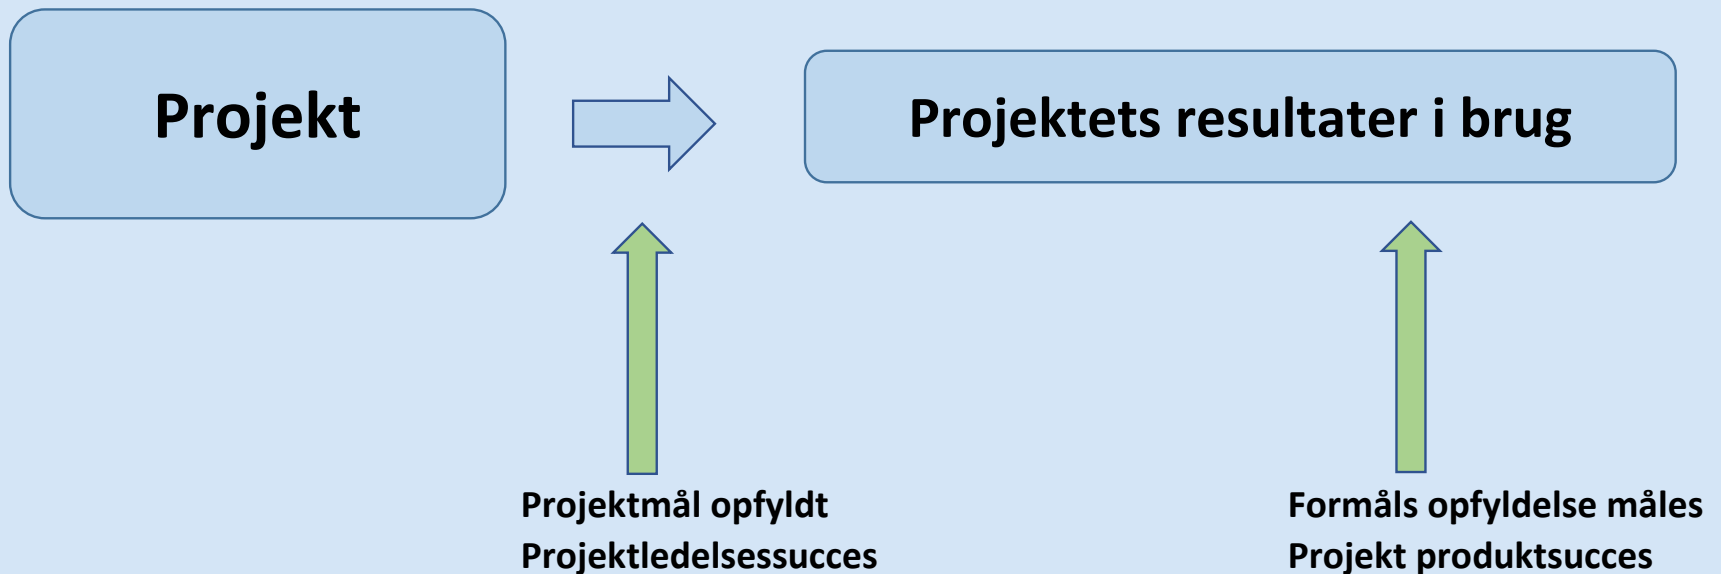 Projekt
Projektets resultater i brug
Projektmål opfyldt
Projektledelsessucces
Formåls opfyldelse måles
Projekt produktsucces